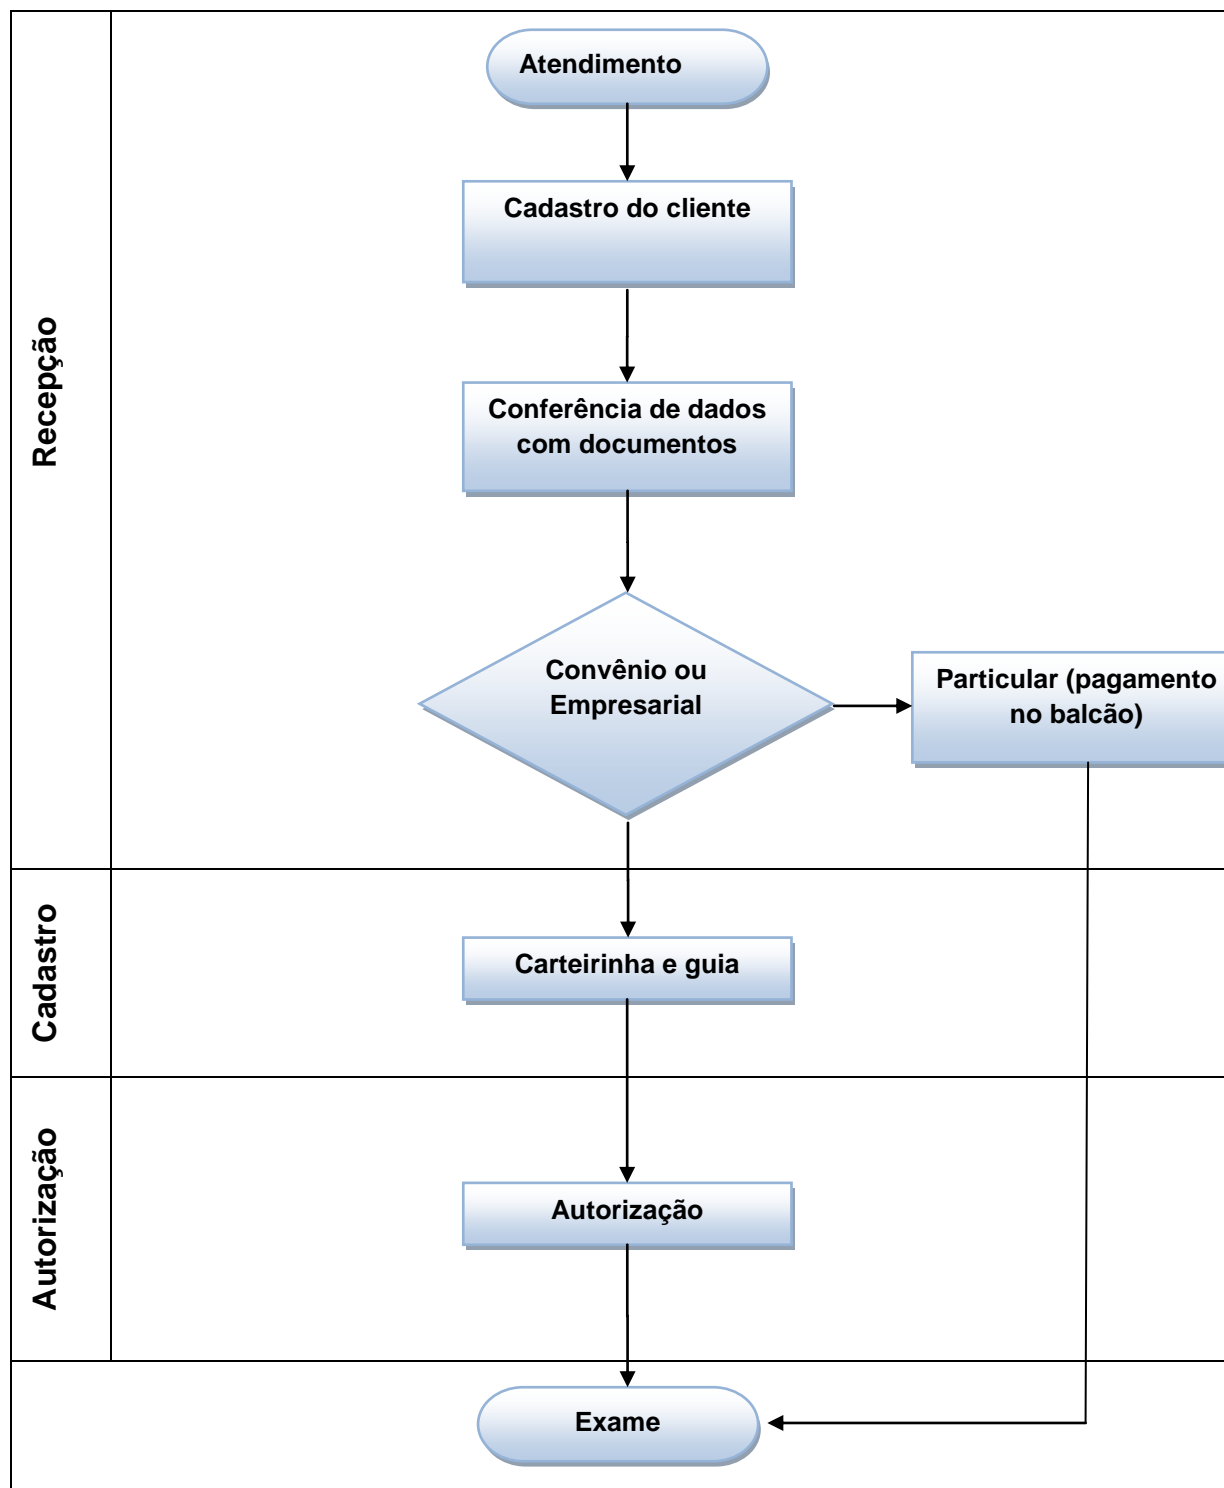 Recepção
Atendimento
Cadastro do cliente
Conferência de dados
com documentos
Convênio ou
Empresarial
Particular (pagamento
no balcão)
Cadastro
Carteirinha e guia
Autorização
Autorização
Exame